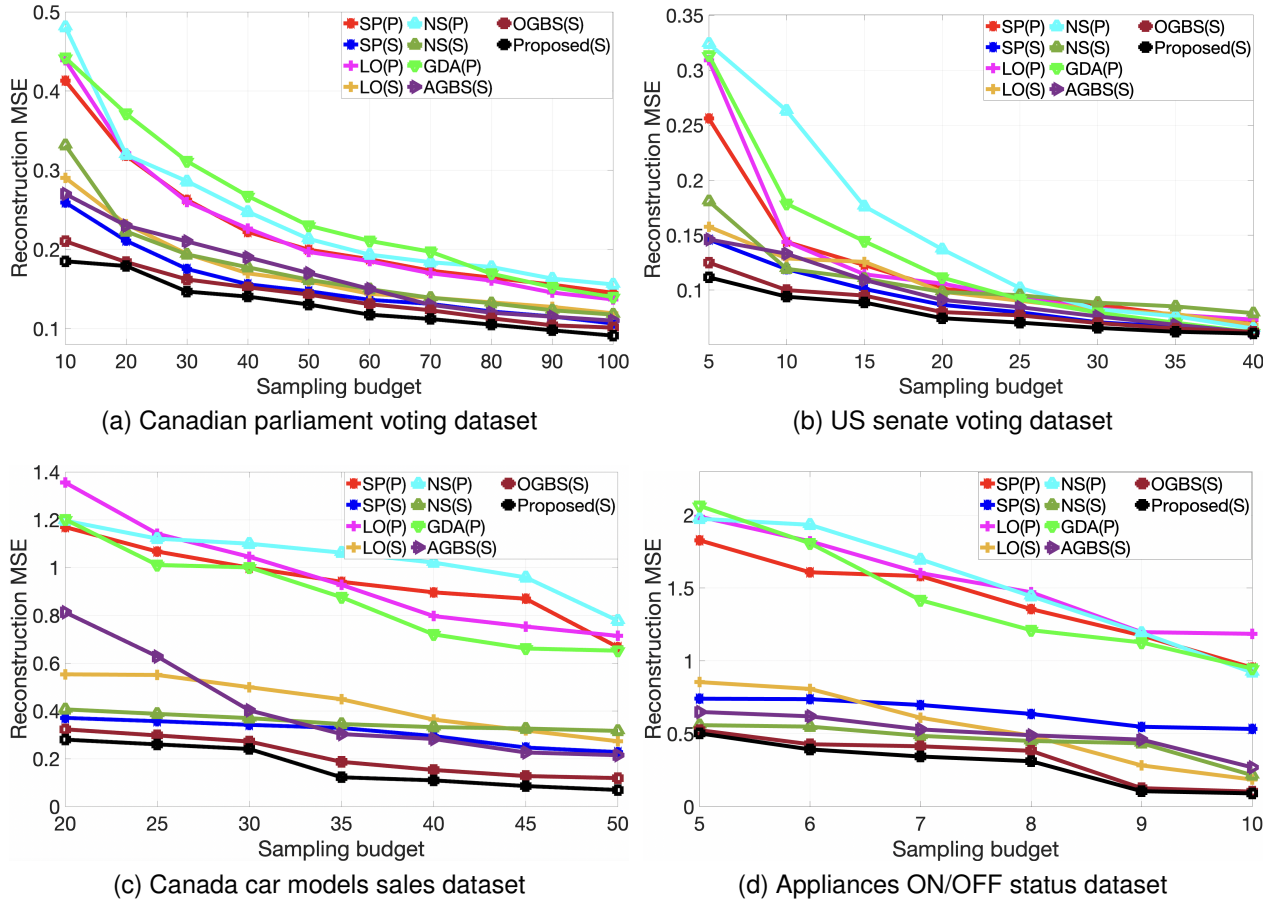 Reconstruction MSE
0.5
0.4
0.3
0.2
0.1
10 20 30 40 50 60 70 80 90 100
Sampling budget
SP(P) NS(P) OGBS(S)
SP(S) NS(S) Proposed(S)
LO(P) GDA(P)
LO(S) AGBS(S)
(a) Canadian parliament voting dataset
Reconstruction MSE
0.35
0.3
0.25
0.2
0.15
0.1
5 10 15 20 25 30 35 40
Sampling budget
SP(P) NS(P) OGBS(S)
SP(S) NS(S) Proposed(S)
LO(P) GDA(P)
LO(S) AGBS(S)
(b) US senate voting dataset
Reconstruction MSE
1.4
1.2
1
0.8
0.6
0.4
0.2
0
20 25 30 35 40 45 50
Sampling budget
SP(P) NS(P) OGBS(S)
SP(S) NS(S) Proposed(S)
LO(P) GDA(P)
LO(S) AGBS(S)
(c) Canada car models sales dataset
Reconstruction MSE
2
1.5
1
0.5
0
5 6 7 8 9 10
Sampling budget
SP(P) NS(P) OGBS(S)
SP(S) NS(S) Proposed(S)
LO(P) GDA(P)
LO(S) AGBS(S)
(d) Appliances ON/OFF status dataset